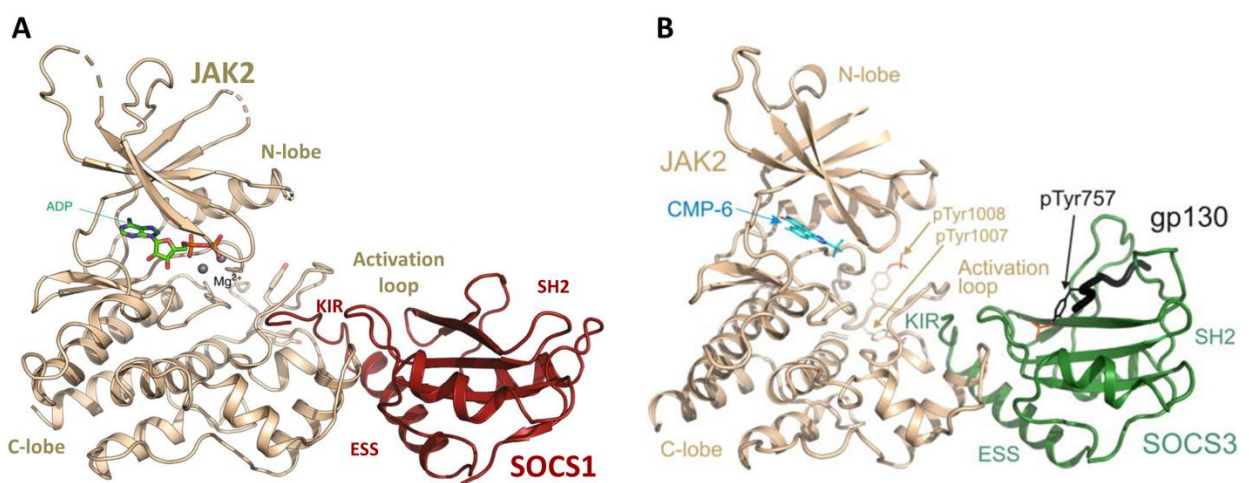 A
JAK2
N-lobe
ADP
Mg2+
Activation
loop
KIR
SH2
C-lobe
ESS
SOCS1
B
N-lobe
JAK2
CMP-6
pTyr1008
pTyr1007
Activation
loop
pTyr757
gp130
KIR
SH2
C-lobe
ESS
SOCS3